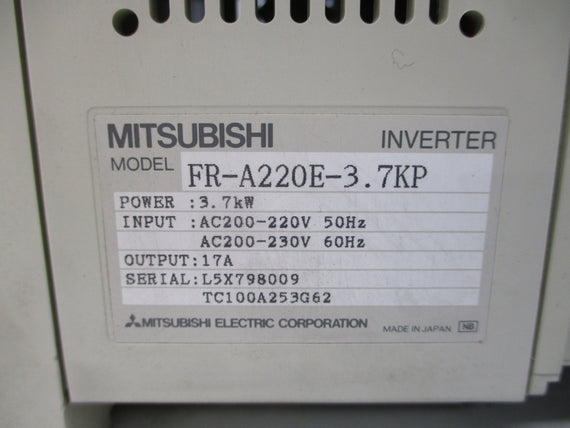 MITSUBISHI INVERTER
MODEL FR-A220E-3.7KP
POWER :3.7kW
INPUT :AC200-220V 50Hz
AC200-230V 60Hz
OUTPUT:17A
SERIAL:L5X798009
TC100A253G62
MITSUBISHI ELECTRIC CORPORATION MADE IN JAPAN NB